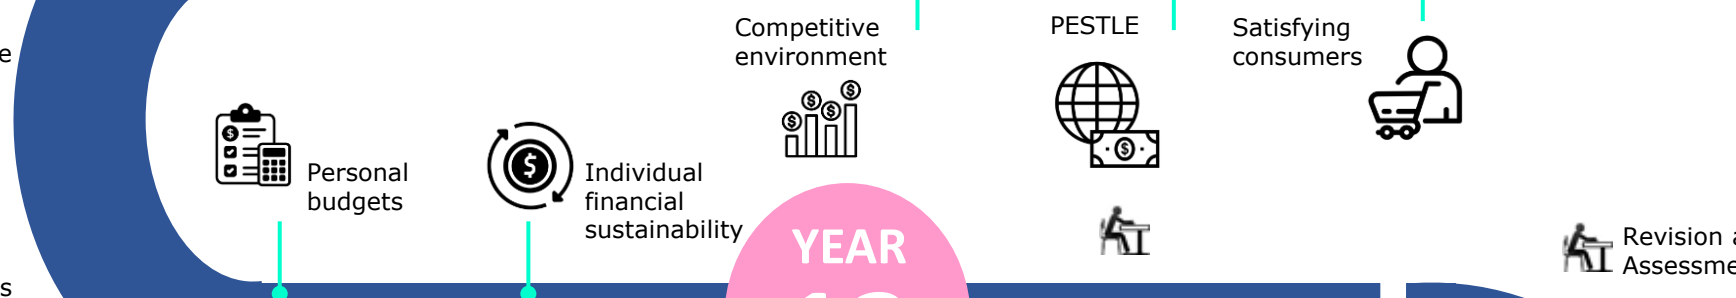 Competitive
environment
PESTLE
Satisfying
consumers
Personal
budgets
Individual
financial
sustainability
YEAR
Revision